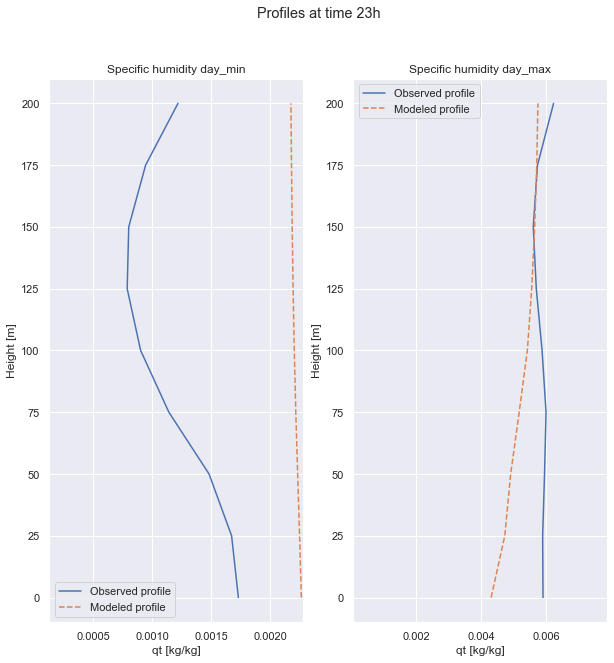 Profiles at time 23h
Specific humidity day_min
Specific humidity day_max
200
175
150
125
100
75
50
25
0
Height [m]
Observed profile
Modeled profile
0.0005
0.0010
0.0015
0.0020
qt [kg/kg]
Observed profile
Modeled profile
200
175
150
125
100
75
50
25
0
Height [m]
0.002
0.004
0.006
qt [kg/kg]